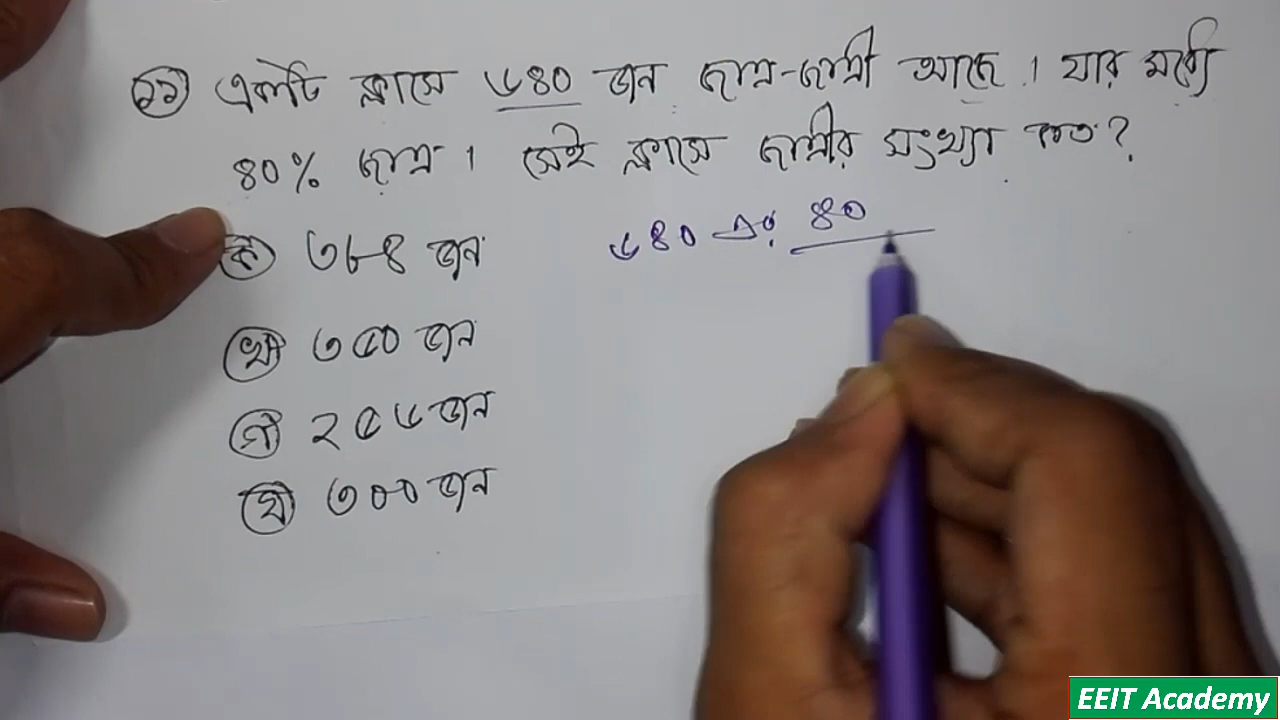 ১১ একটি ক্লাসে ৬৪০ জন ছাত্র-ছাত্রী আছে। যার মধ্যে
৪০% ছাত্র। সেই ক্লাসে ছাত্রীর সংখ্যা কত?
৬৪০ এর ৪০
ক ৩৮৪ জন
খ ৩৫০ জন
গ ২৫৬ জন
ঘ ৩০০ জন
EEIT Academy